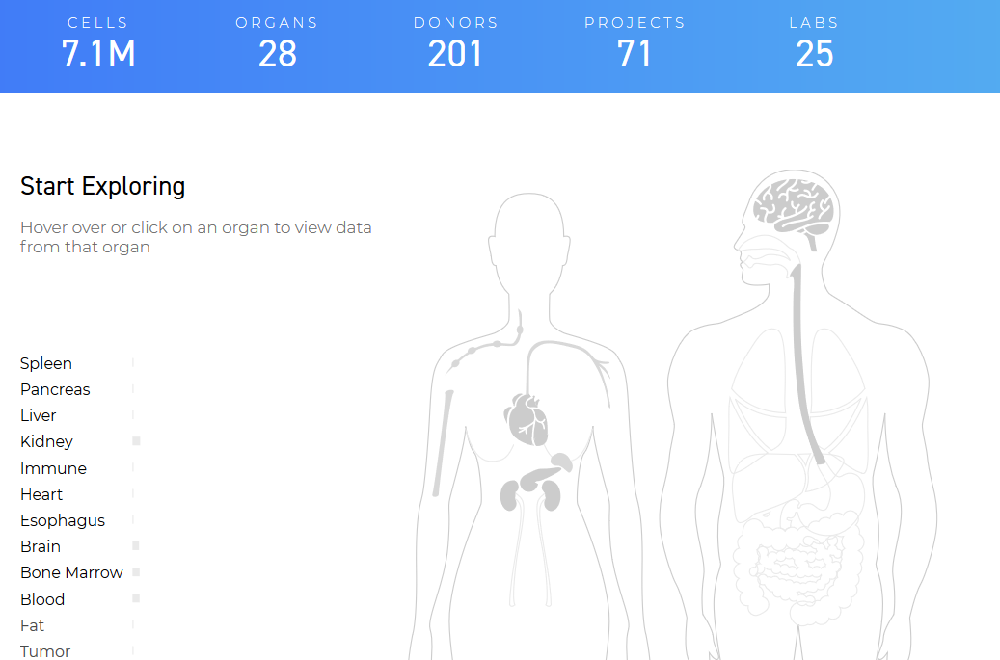 CELLS
7.1M
ORGANS
28
DONORS
201
PROJECTS
71
LABS
25
Start Exploring
Hover over or click on an organ to view data
from that organ
Spleen
Pancreas
Liver
Kidney
Immune
Heart
Esophagus
Brain
Bone Marrow
Blood
Fat
Tumor